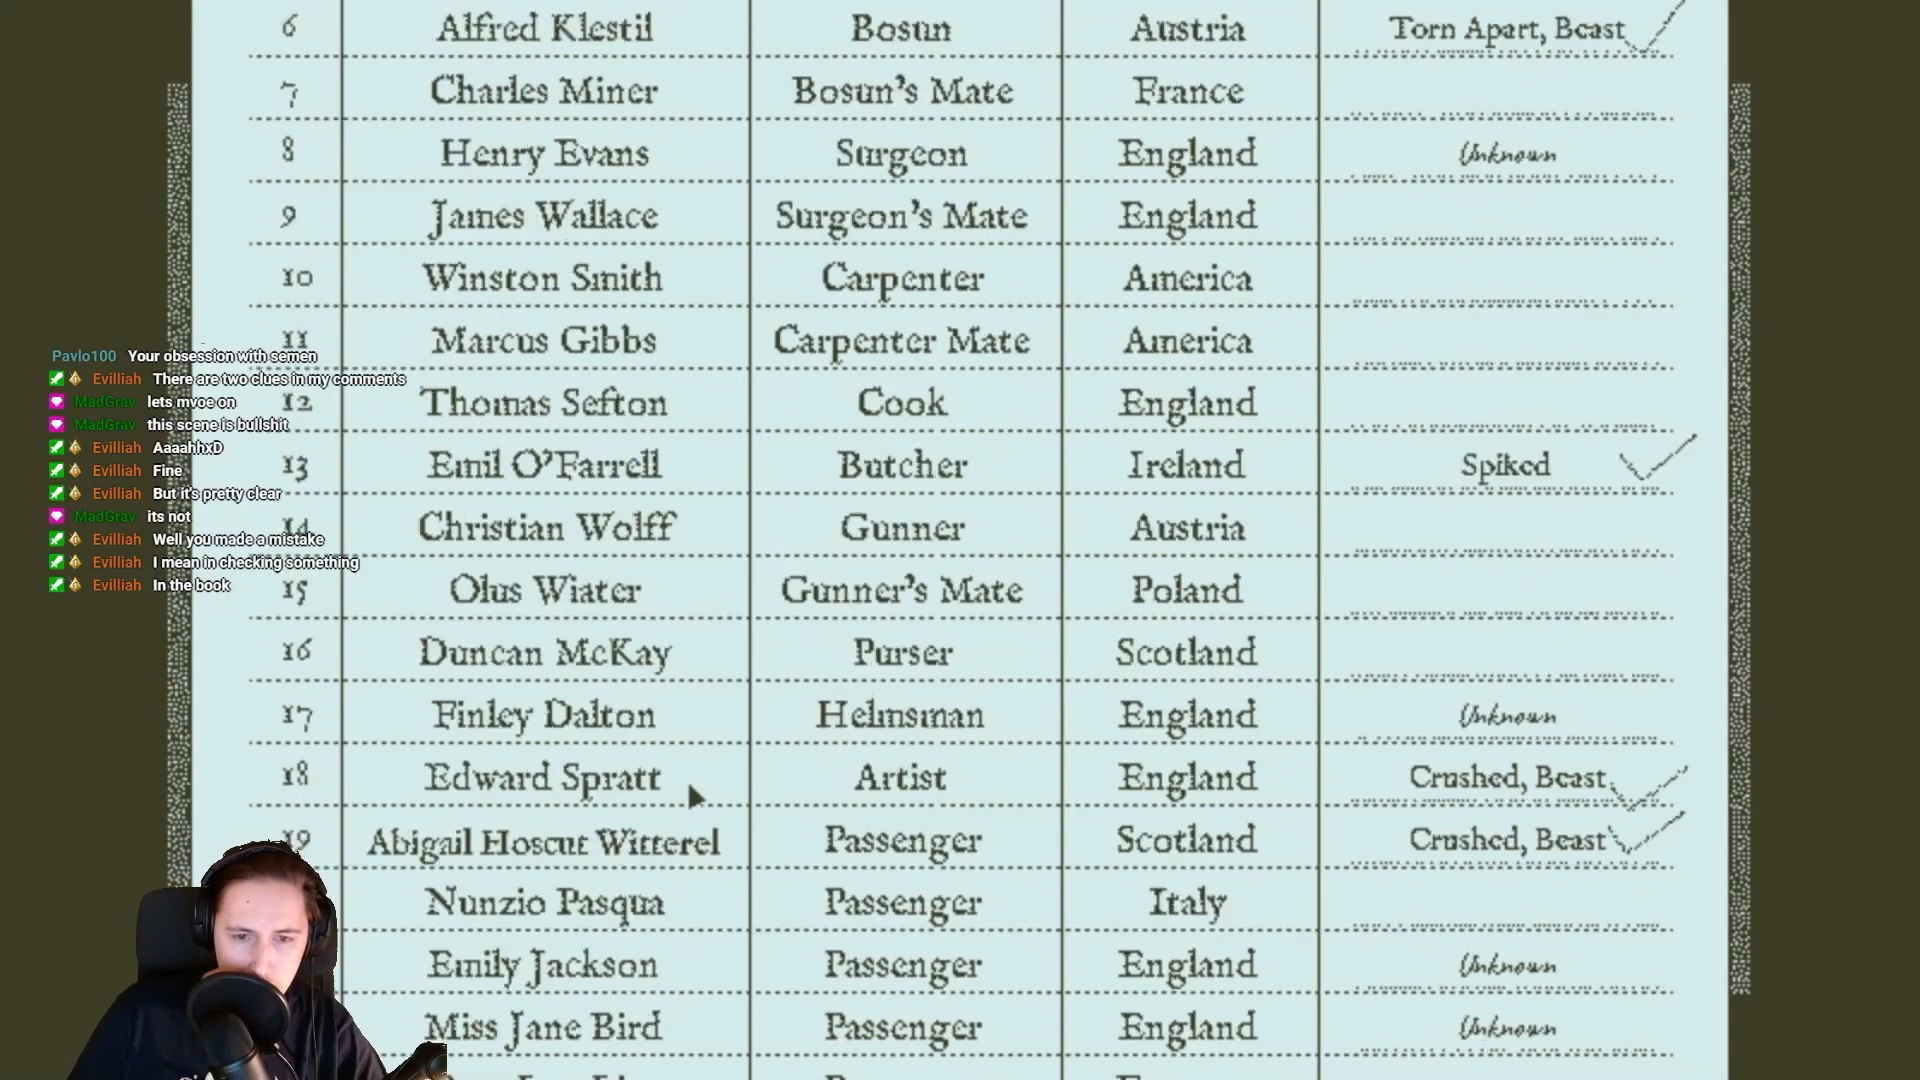 6 Alfred Klestil Bosun Austria Torn Apart, Beast
7 Charles Miner Bosun's Mate France
8 Henry Evans Surgeon England Unknown
9 James Wallace Surgeon's Mate England
10 Winston Smith Carpenter America
11 Marcus Gibbs Carpenter Mate America
12 Thomas Sefton Cook England
13 Emil O'Farrell Butcher Ireland Spiked
14 Christian Wolff Gunner Austria
15 Olus Wiater Gunner's Mate Poland
16 Duncan McKay Purser Scotland
17 Finley Dalton Helmsman England Unknown
18 Edward Spratt Artist England Crushed, Beast
19 Abigail Hoscut Witterel Passenger Scotland Crushed, Beast
Nunzio Pasqua Passenger Italy
Emily Jackson Passenger England Unknown
Miss Jane Bird Passenger England Unknown
Pavlo100 Your obsession with semen
Evilliah There are two clues in my comments
MadGrav lets mvoe on
MadGrav this scene is bullshit
Evilliah AaaahhxD
Evilliah Fine
Evilliah But it's pretty clear
MadGrav its not
Evilliah Well you made a mistake
Evilliah I mean in checking something
Evilliah In the book